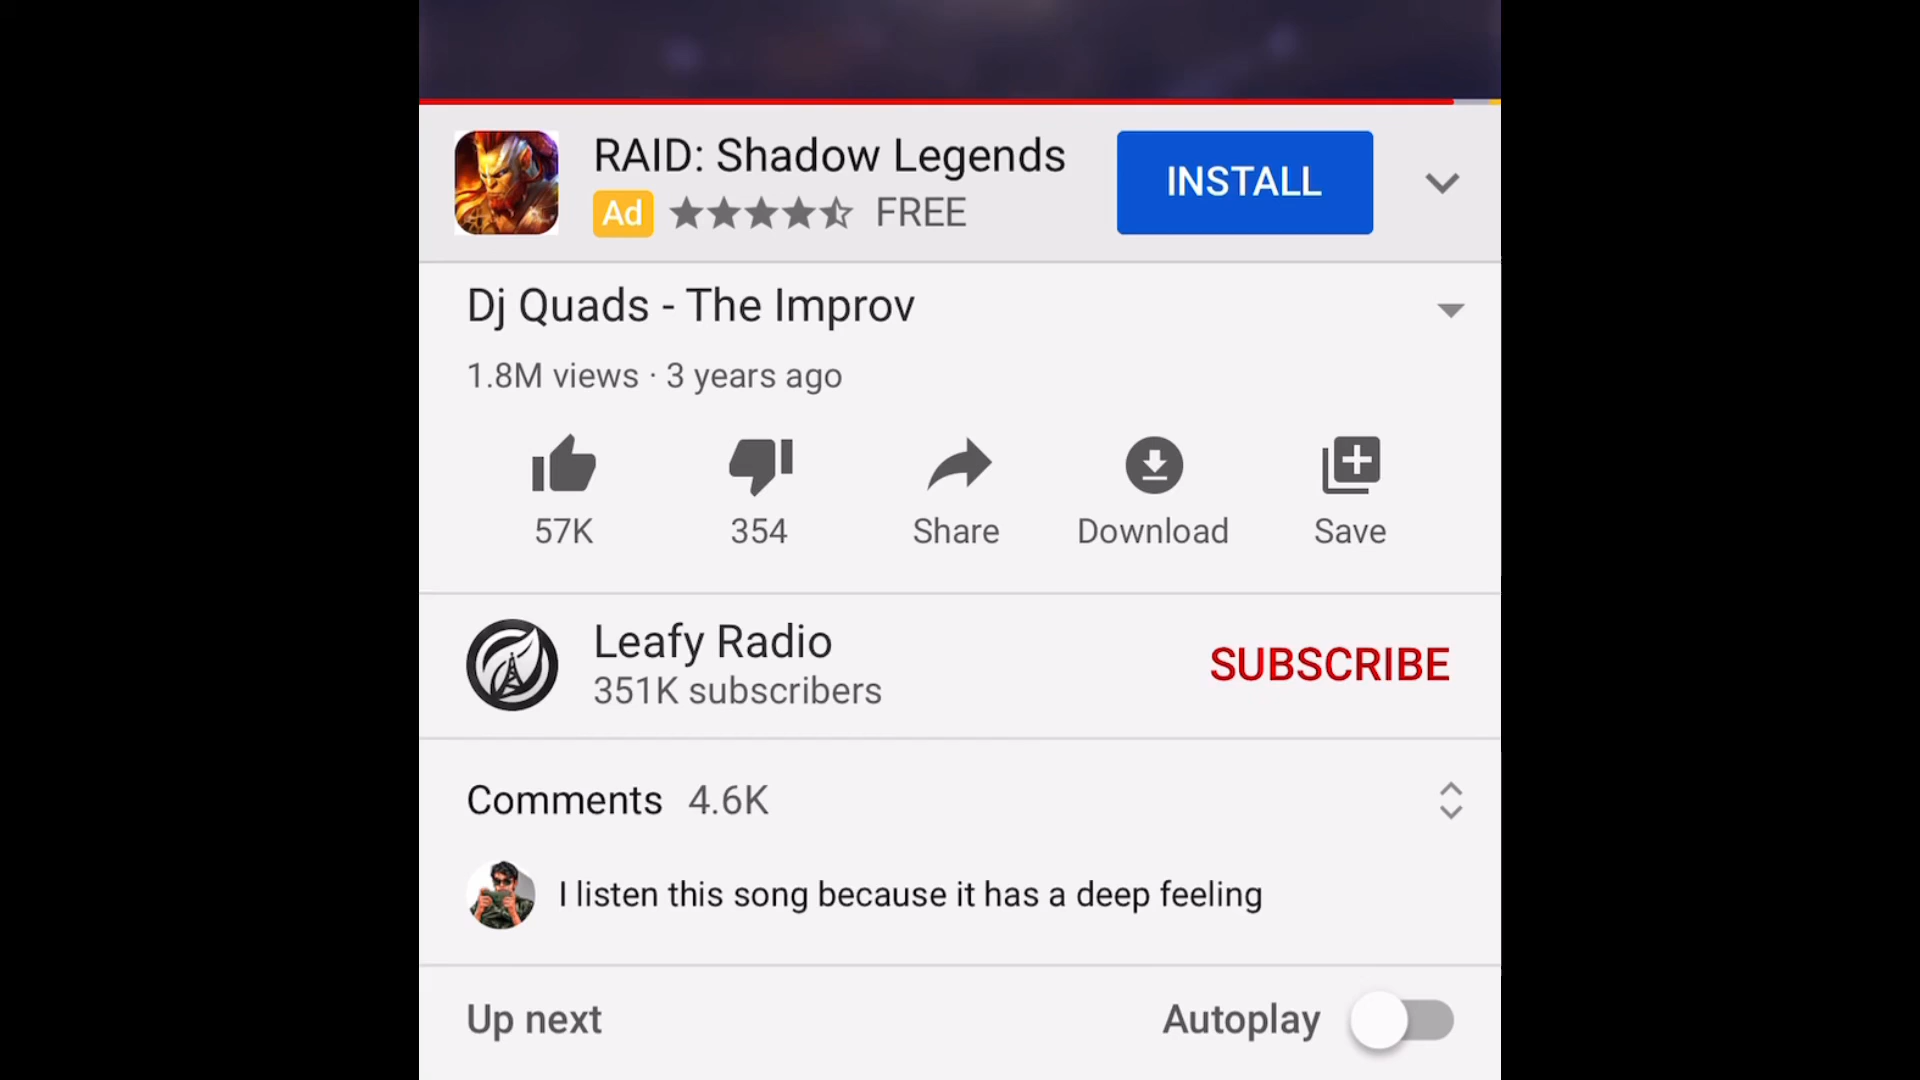 RAID: Shadow Legends
Ad FREE
INSTALL
Dj Quads - The Improv
1.8M views · 3 years ago
57K
354
Share
Download
Save
Leafy Radio
351K subscribers
SUBSCRIBE
Comments 4.6K
I listen this song because it has a deep feeling
Up next
Autoplay